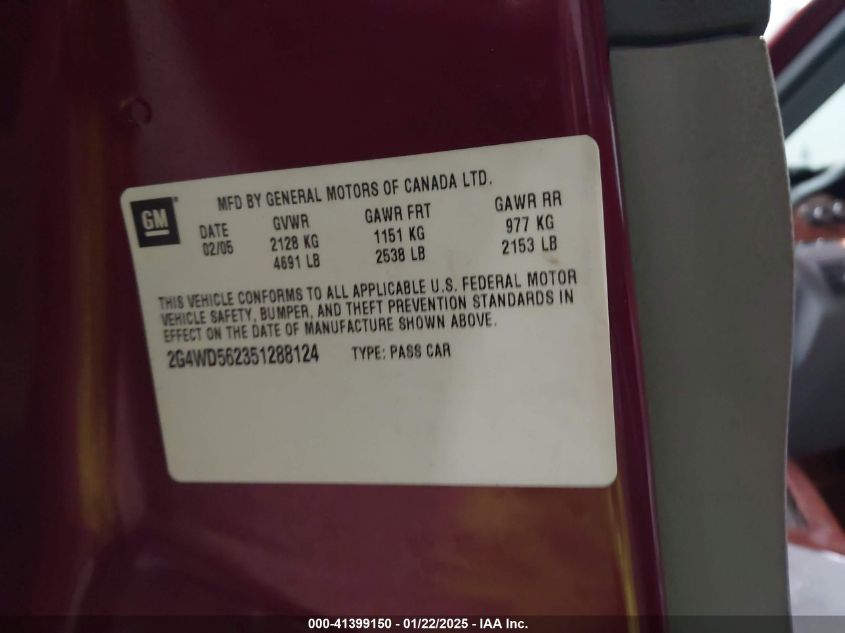 GM
MFD BY GENERAL MOTORS OF CANADA LTD.
DATE GVWR GAWR FRT GAWR RR
02/05 2128 KG 1151 KG 977 KG
4691 LB 2538 LB 2153 LB
THIS VEHICLE CONFORMS TO ALL APPLICABLE U.S. FEDERAL MOTOR
VEHICLE SAFETY, BUMPER, AND THEFT PREVENTION STANDARDS IN
EFFECT ON THE DATE OF MANUFACTURE SHOWN ABOVE.
2G4WD562351288124 TYPE: PASS CAR
000-41399150 - 01/22/2025 - IAA Inc.